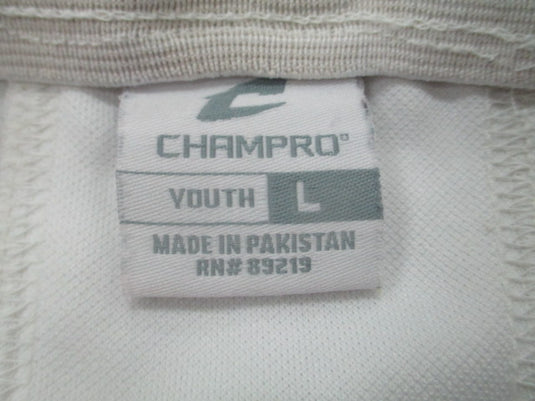 CHAMPRO®
YOUTH L
MADE IN PAKISTAN
RN# 89219